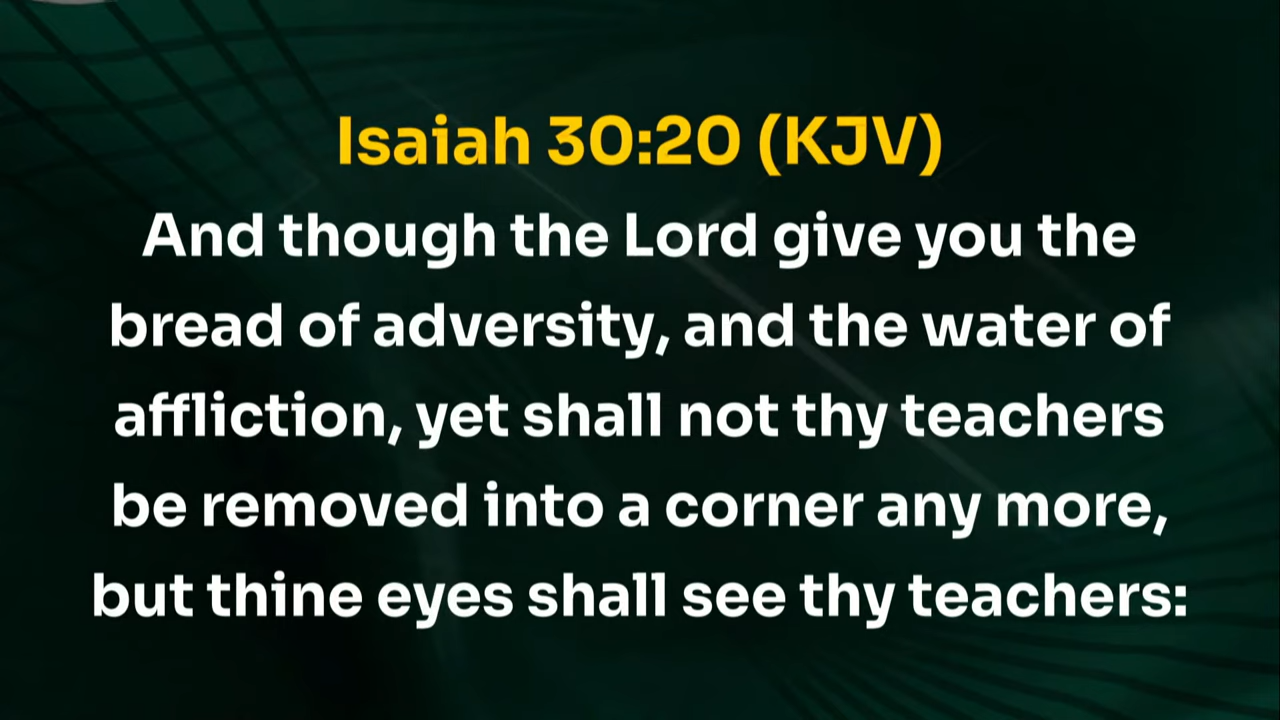 Isaiah 30:20 (KJV)
And though the Lord give you the
bread of adversity, and the water of
affliction, yet shall not thy teachers
be removed into a corner any more,
but thine eyes shall see thy teachers: